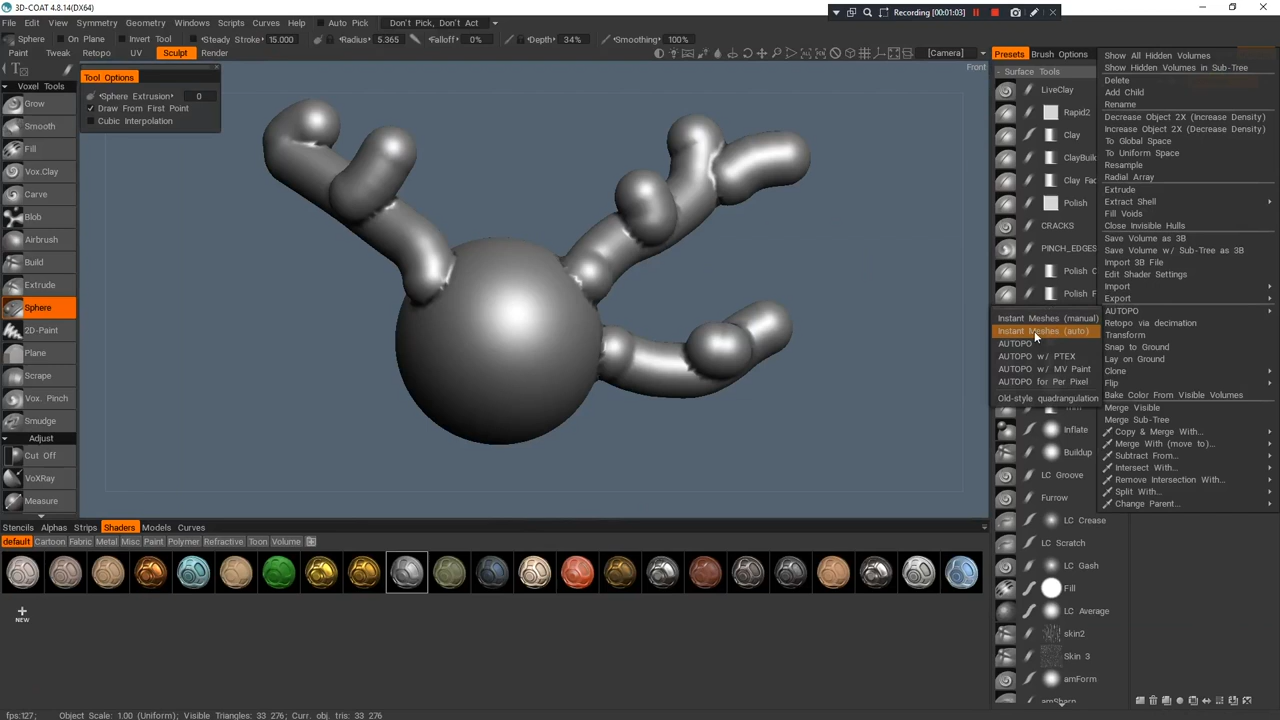 3D-COAT 4.8.14(DX64)
Recording [00:01:03]
File Edit View Symmetry Geometry Windows Scripts Curves Help Auto Pick Don't Pick, Don't Act
Sphere On Plane Invert Tool Steady Stroke 15.000 Radius 5.365 Falloff 0% Depth 34% Smoothing 100%
Paint Tweak Retopo UV Sculpt Render [Camera]
Front
Tool Options
Sphere Extrusion 0
Draw From First Point
Cubic Interpolation
Voxel Tools
Grow
Smooth
Fill
Vox.Clay
Carve
Blob
Airbrush
Build
Extrude
Sphere
2D-Paint
Plane
Scrape
Vox. Pinch
Smudge
Adjust
Cut Off
VoXRay
Measure
Presets Brush Options
- Surface Tools
LiveClay
Rapid2
Clay
ClayBuil
Clay Fac
Polish
CRACKS
PINCH_EDGES
Polish C
Polish F
Inflate
Buildup
LC Groove
Furrow
LC Crease
LC Scratch
LC Gash
Fill
LC Average
skin2
Skin 3
amForm
Instant Meshes (manual)
Instant Meshes (auto)
AUTOPO
AUTOPO w/ PTEX
AUTOPO w/ MV Paint
AUTOPO for Per Pixel
Old-style quadrangulation
Show All Hidden Volumes
Show Hidden Volumes in Sub-Tree
Delete
Add Child
Rename
Decrease Object 2X (Increase Density)
Increase Object 2X (Decrease Density)
To Global Space
To Uniform Space
Resample
Radial Array
Extrude
Extract Shell
Fill Voids
Close Invisible Hulls
Save Volume as 3B
Save Volume w/ Sub-Tree as 3B
Import 3B File
Edit Shader Settings
Import
Export
AUTOPO
Retopo via decimation
Transform
Snap to Ground
Lay on Ground
Clone
Flip
Bake Color From Visible Volumes
Merge Visible
Merge Sub-Tree
Copy & Merge With...
Merge With (move to)...
Subtract From...
Intersect With...
Remove Intersection With...
Split With...
Change Parent...
Stencils Alphas Strips Shaders Models Curves
default Cartoon Fabric Metal Misc Paint Polymer Refractive Toon Volume
NEW
fps:127; Object Scale: 1.00 (Uniform); Visible Triangles: 33 276; Curr. obj. tris: 33 276